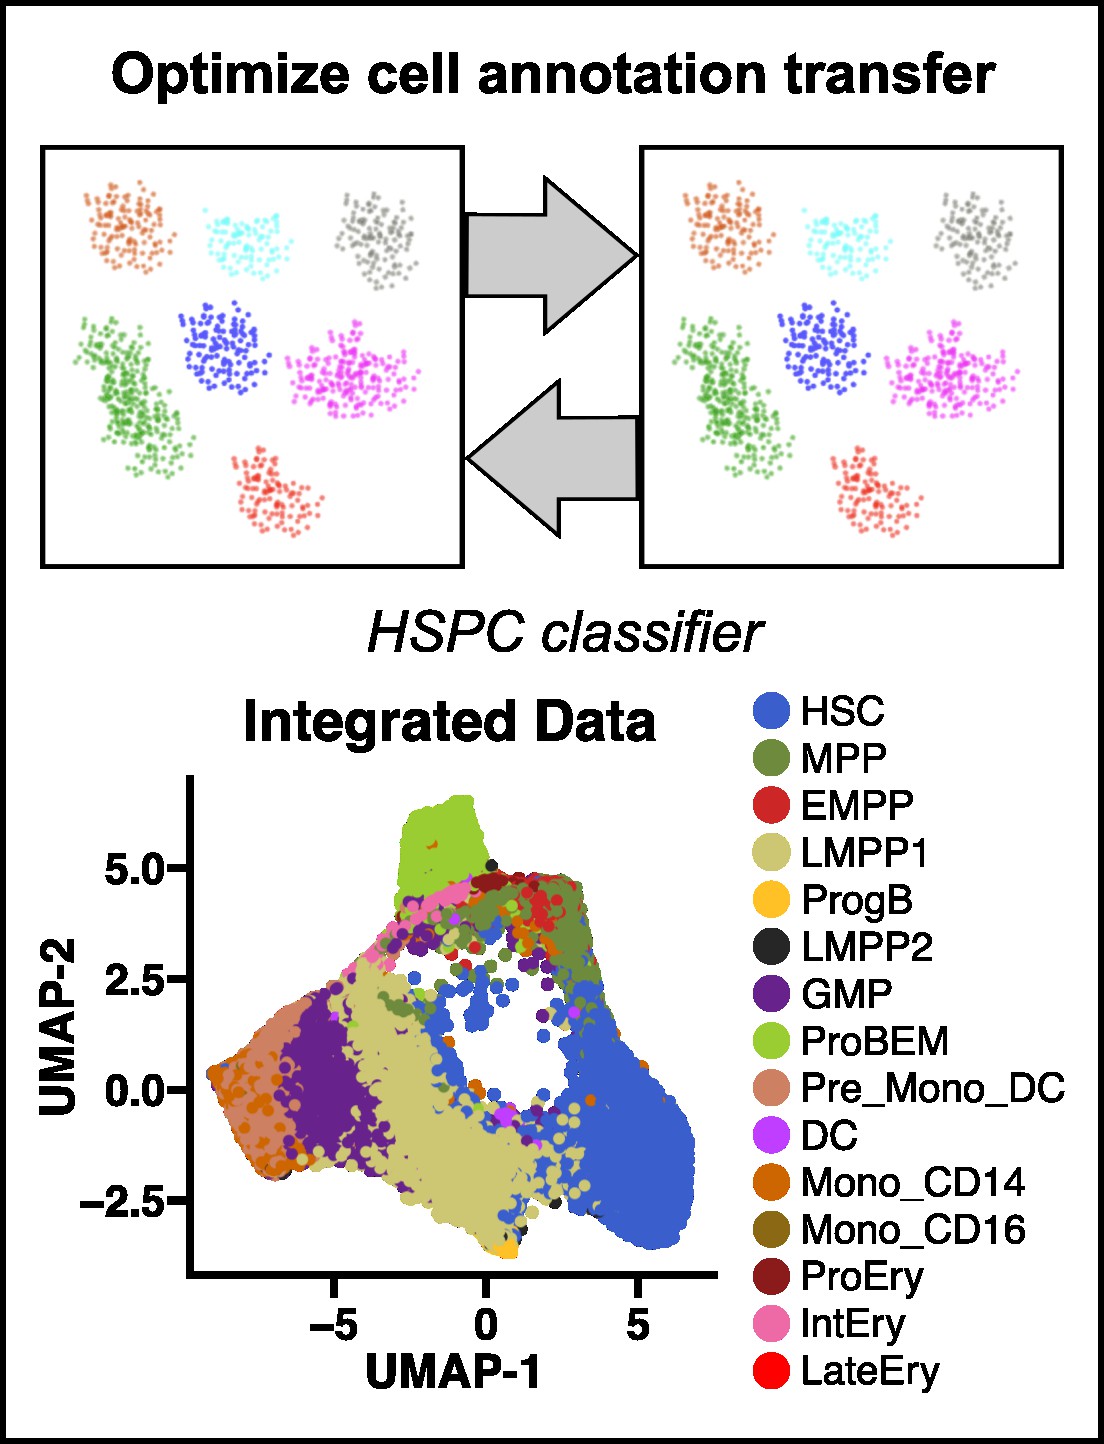 Optimize cell annotation transfer
HSPC classifier
Integrated Data
UMAP-2
5.0
2.5
0.0
−2.5
−5
0
5
UMAP-1
HSC
MPP
EMPP
LMPP1
ProgB
LMPP2
GMP
ProBEM
Pre_Mono_DC
DC
Mono_CD14
Mono_CD16
ProEry
IntEry
LateEry